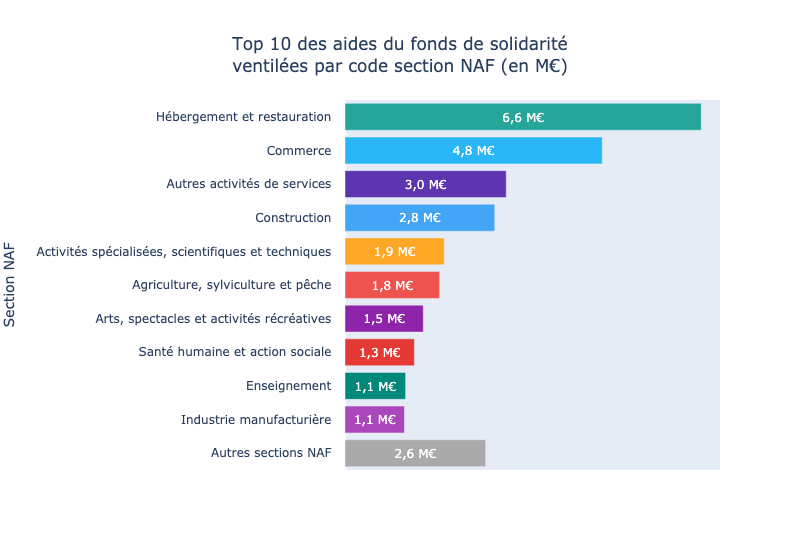 Top 10 des aides du fonds de solidarité
ventilées par code section NAF (en M€)
Section NAF
Hébergement et restauration 6,6 M€
Commerce 4,8 M€
Autres activités de services 3,0 M€
Construction 2,8 M€
Activités spécialisées, scientifiques et techniques 1,9 M€
Agriculture, sylviculture et pêche 1,8 M€
Arts, spectacles et activités récréatives 1,5 M€
Santé humaine et action sociale 1,3 M€
Enseignement 1,1 M€
Industrie manufacturière 1,1 M€
Autres sections NAF 2,6 M€